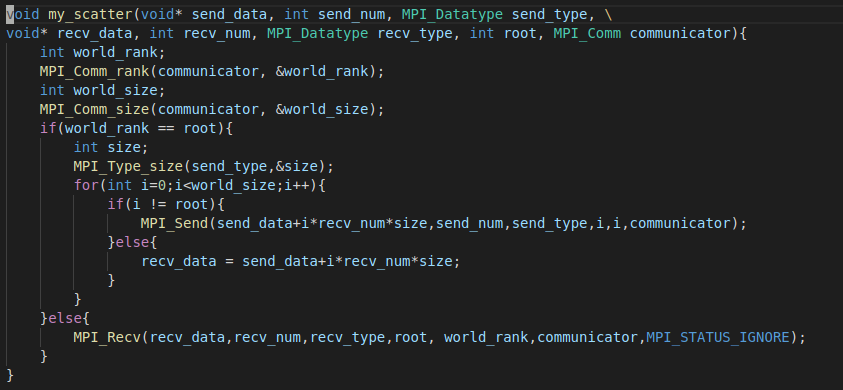 void my_scatter(void* send_data, int send_num, MPI_Datatype send_type, \
void* recv_data, int recv_num, MPI_Datatype recv_type, int root, MPI_Comm communicator){
    int world_rank;
    MPI_Comm_rank(communicator, &world_rank);
    int world_size;
    MPI_Comm_size(communicator, &world_size);
    if(world_rank == root){
        int size;
        MPI_Type_size(send_type,&size);
        for(int i=0;i<world_size;i++){
            if(i != root){
                MPI_Send(send_data+i*recv_num*size,send_num,send_type,i,i,communicator);
            }else{
                recv_data = send_data+i*recv_num*size;
            }
        }
    }else{
        MPI_Recv(recv_data,recv_num,recv_type,root, world_rank,communicator,MPI_STATUS_IGNORE);
    }
}